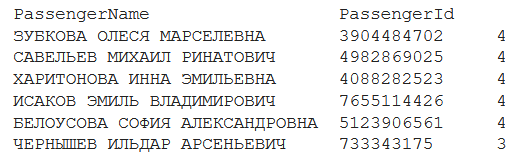 PassengerName PassengerId
ЗУБКОВА ОЛЕСЯ МАРСЕЛЕВНА 3904484702 4
САВЕЛЬЕВ МИХАИЛ РИНАТОВИЧ 4982869025 4
ХАРИТОНОВА ИННА ЭМИЛЬЕВНА 4088282523 4
ИСАКОВ ЭМИЛЬ ВЛАДИМИРОВИЧ 7655114426 4
БЕЛОУСОВА СОФИЯ АЛЕКСАНДРОВНА 5123906561 4
ЧЕРНЫШЕВ ИЛЬДАР АРСЕНЬЕВИЧ 733343175 3